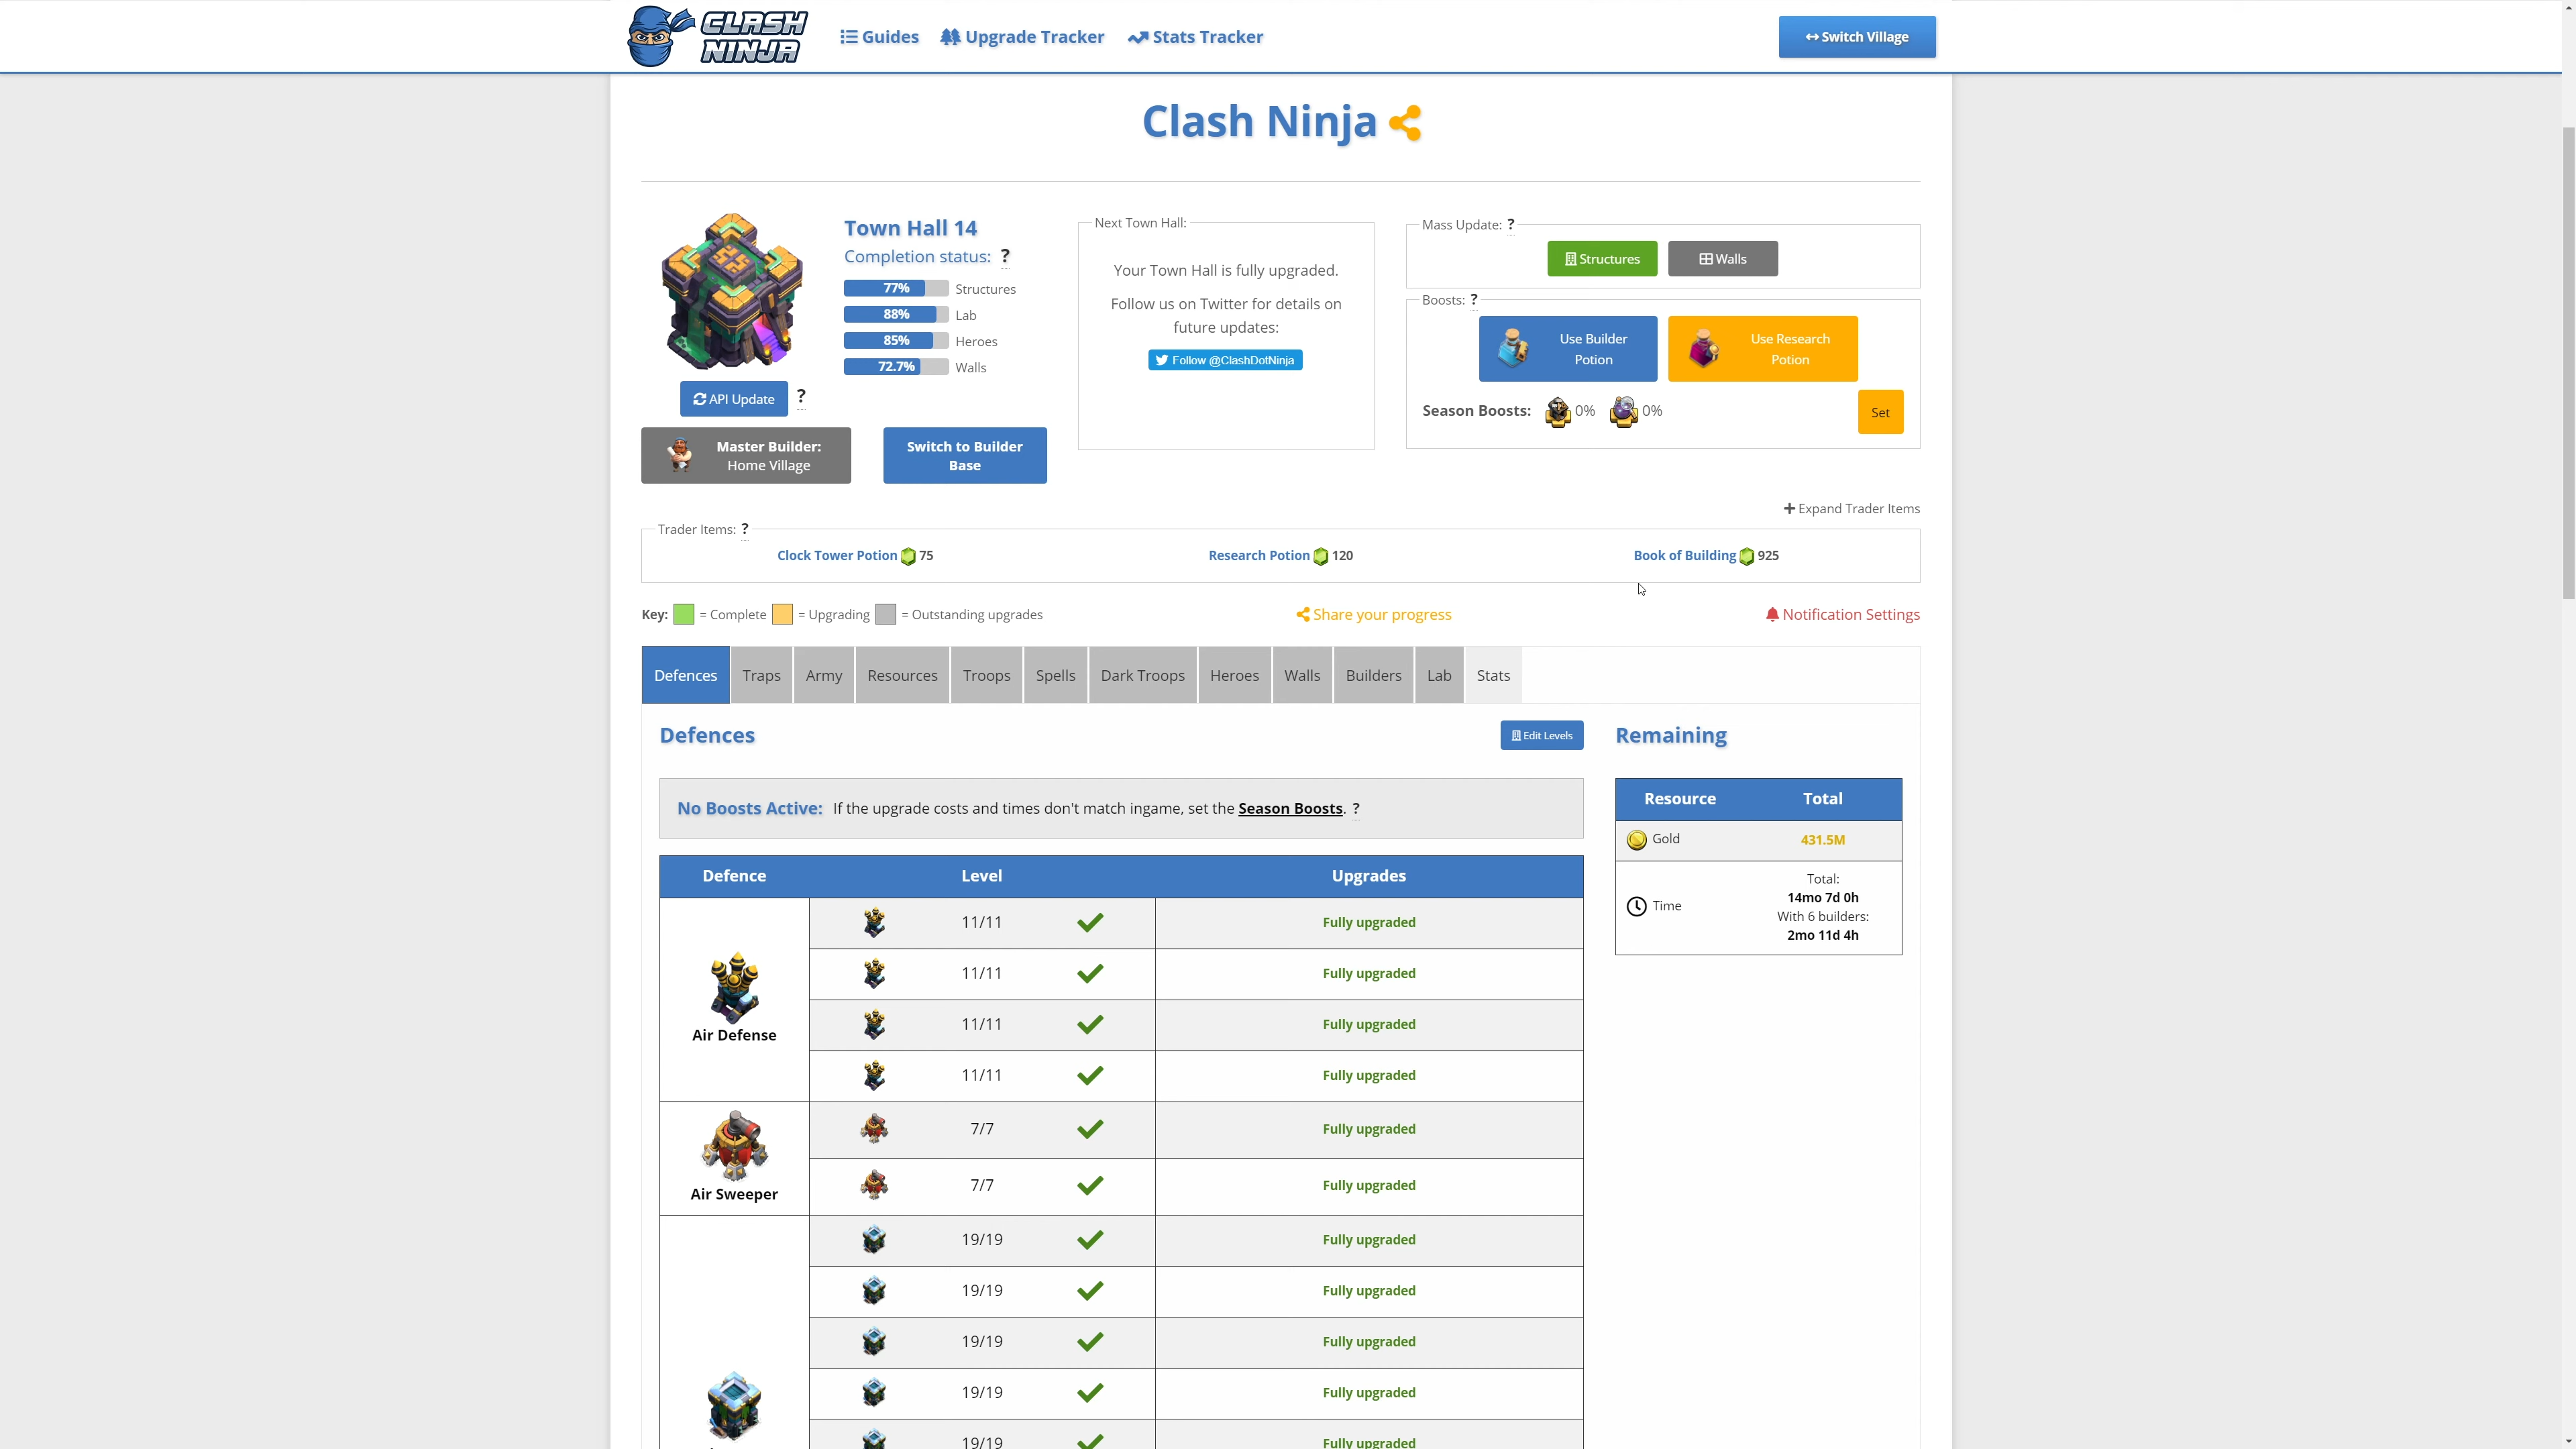 CLASH NINJA
Guides Upgrade Tracker Stats Tracker
Switch Village
Clash Ninja
Town Hall 14
Completion status: ?
77% Structures
88% Lab
85% Heroes
72.7% Walls
API Update ?
Master Builder:
Home Village
Switch to Builder
Base
Next Town Hall:
Your Town Hall is fully upgraded.
Follow us on Twitter for details on
future updates:
Follow @ClashDotNinja
Mass Update: ?
Structures Walls
Boosts: ?
Use Builder
Potion
Use Research
Potion
Season Boosts: 0% 0%
Set
Expand Trader Items
Trader Items: ?
Clock Tower Potion 75 Research Potion 120 Book of Building 925
Key: = Complete = Upgrading = Outstanding upgrades
Share your progress
Notification Settings
Defences Traps Army Resources Troops Spells Dark Troops Heroes Walls Builders Lab Stats
Defences
Edit Levels
No Boosts Active: If the upgrade costs and times don't match ingame, set the Season Boosts. ?
Defence Level Upgrades
Air Defense
11/11 Fully upgraded
11/11 Fully upgraded
11/11 Fully upgraded
11/11 Fully upgraded
Air Sweeper
7/7 Fully upgraded
7/7 Fully upgraded
19/19 Fully upgraded
19/19 Fully upgraded
19/19 Fully upgraded
19/19 Fully upgraded
19/19 Fully upgraded
Remaining
Resource Total
Gold 431.5M
Time
Total:
14mo 7d 0h
With 6 builders:
2mo 11d 4h